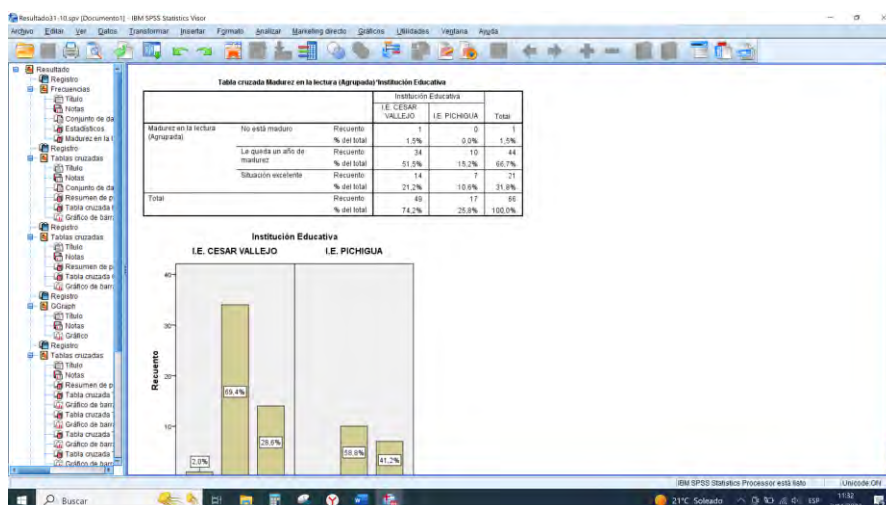 Resultado31-10.spv [Documento1] - IBM SPSS Statistics Visor
Archivo Editar Ver Datos Transformar Insertar Formato Analizar Marketing directo Gráficos Utilidades Ventana Ayuda
Resultado
Registro
Frecuencias
Título
Notas
Conjunto de da
Estadísticos
Madurez en la l
Registro
Tablas cruzadas
Título
Notas
Conjunto de da
Resumen de p
Tabla cruzada
Gráfico de barr
Registro
Tablas cruzadas
Título
Notas
Resumen de p
Tabla cruzada
Gráfico de barr
Registro
GGraph
Título
Notas
Gráfico
Registro
Tablas cruzadas
Título
Notas
Resumen de p
Tabla cruzada
Gráfico de barr
Tabla cruzada
Gráfico de barr
Tabla cruzada
Gráfico de barr
Tabla cruzada
Gráfico de barr
Tabla cruzada Madurez en la lectura (Agrupada)*Institución Educativa
Institución Educativa
I.E. CESAR VALLEJO I.E. PICHIGUA Total
Madurez en la lectura (Agrupada) No está maduro Recuento 1 0 1
% del total 1,5% 0,0% 1,5%
Le queda un año de madurez Recuento 34 10 44
% del total 51,5% 15,2% 66,7%
Situación excelente Recuento 14 7 21
% del total 21,2% 10,6% 31,8%
Total Recuento 49 17 66
% del total 74,2% 25,8% 100,0%
Institución Educativa
I.E. CESAR VALLEJO I.E. PICHIGUA
Recuento
40
30
20
10
2,0%
69,4%
28,6%
58,8%
41,2%
IBM SPSS Statistics Processor está listo Unicode:ON
Buscar
21°C Soleado ESP 11:32